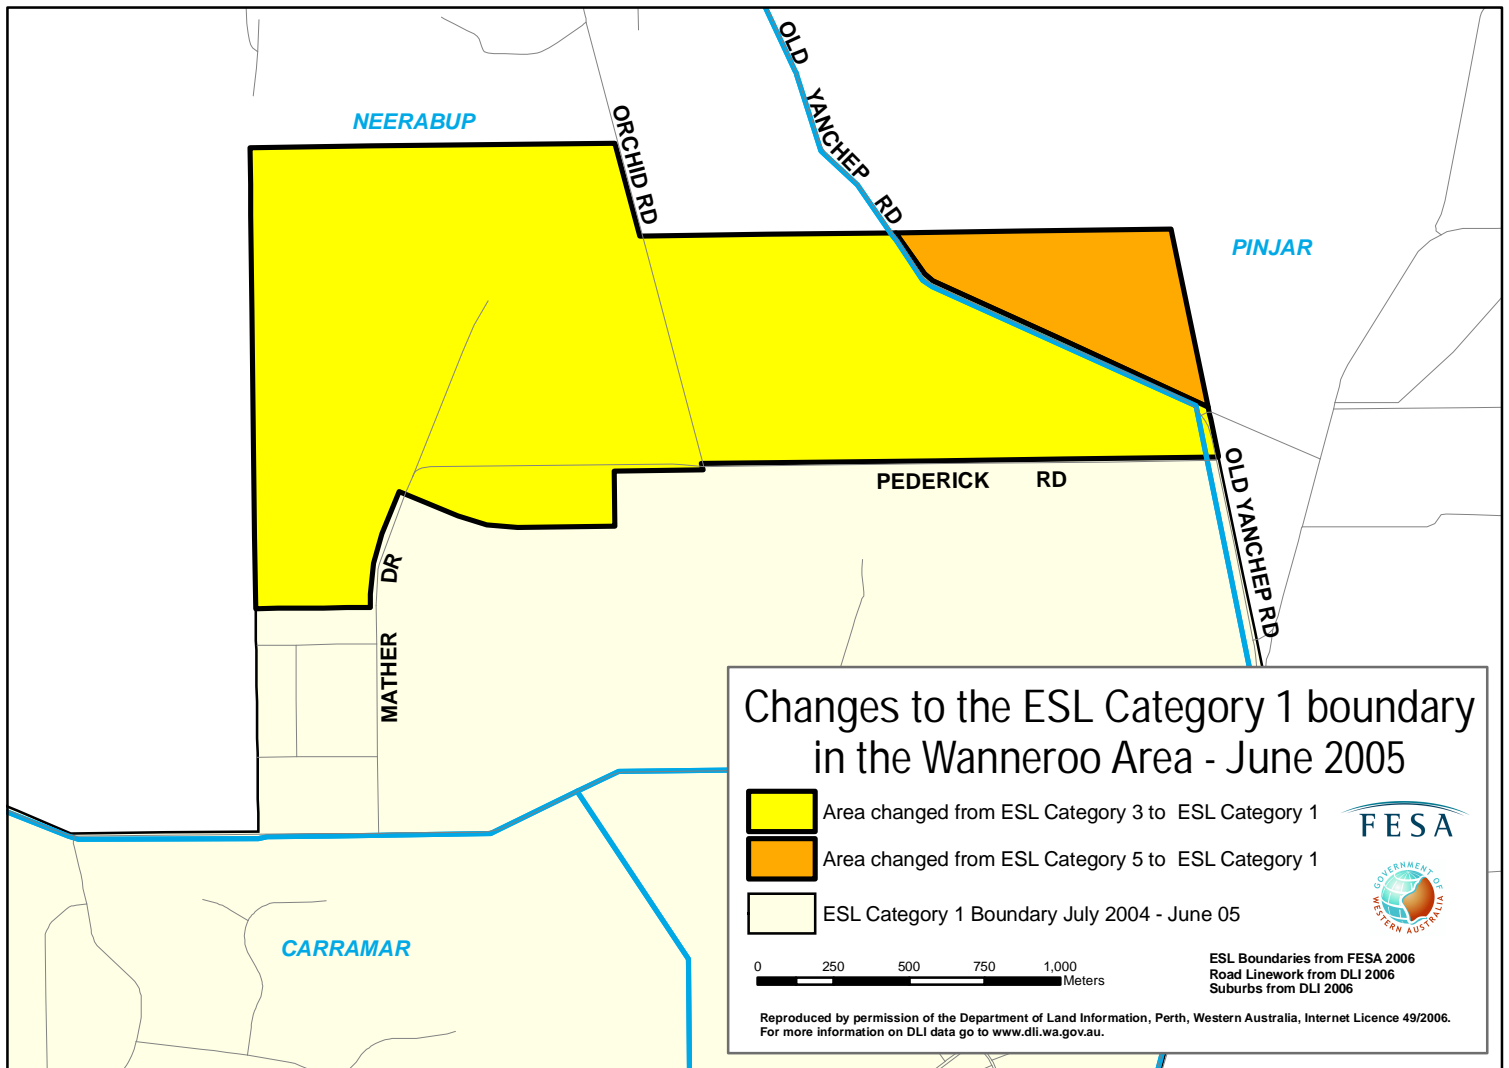 NEERABUP
ORCHID RD
OLD YANCHEP RD
PINJAR
PEDERICK RD
OLD YANCHEP RD
MATHER DR
CARRAMAR
Changes to the ESL Category 1 boundary
in the Wanneroo Area - June 2005
Area changed from ESL Category 3 to ESL Category 1
Area changed from ESL Category 5 to ESL Category 1
ESL Category 1 Boundary July 2004 - June 05
FESA
GOVERNMENT OF
WESTERN AUSTRALIA
0 250 500 750 1,000
Meters
ESL Boundaries from FESA 2006
Road Linework from DLI 2006
Suburbs from DLI 2006
Reproduced by permission of the Department of Land Information, Perth, Western Australia, Internet Licence 49/2006.
For more information on DLI data go to www.dli.wa.gov.au.